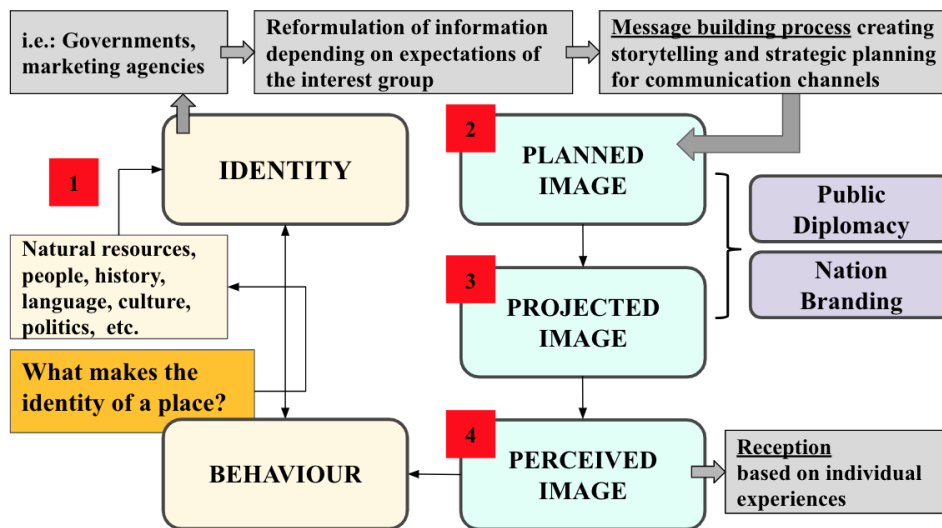 i.e.: Governments,
marketing agencies
Reformulation of information
depending on expectations of
the interest group
Message building process creating
storytelling and strategic planning
for communication channels
1
IDENTITY
2
PLANNED
IMAGE
Public
Diplomacy
Nation
Branding
Natural resources,
people, history,
language, culture,
politics,  etc.
3
PROJECTED
IMAGE
What makes the
identity of a place?
BEHAVIOUR
4
PERCEIVED
IMAGE
Reception
based on individual
experiences